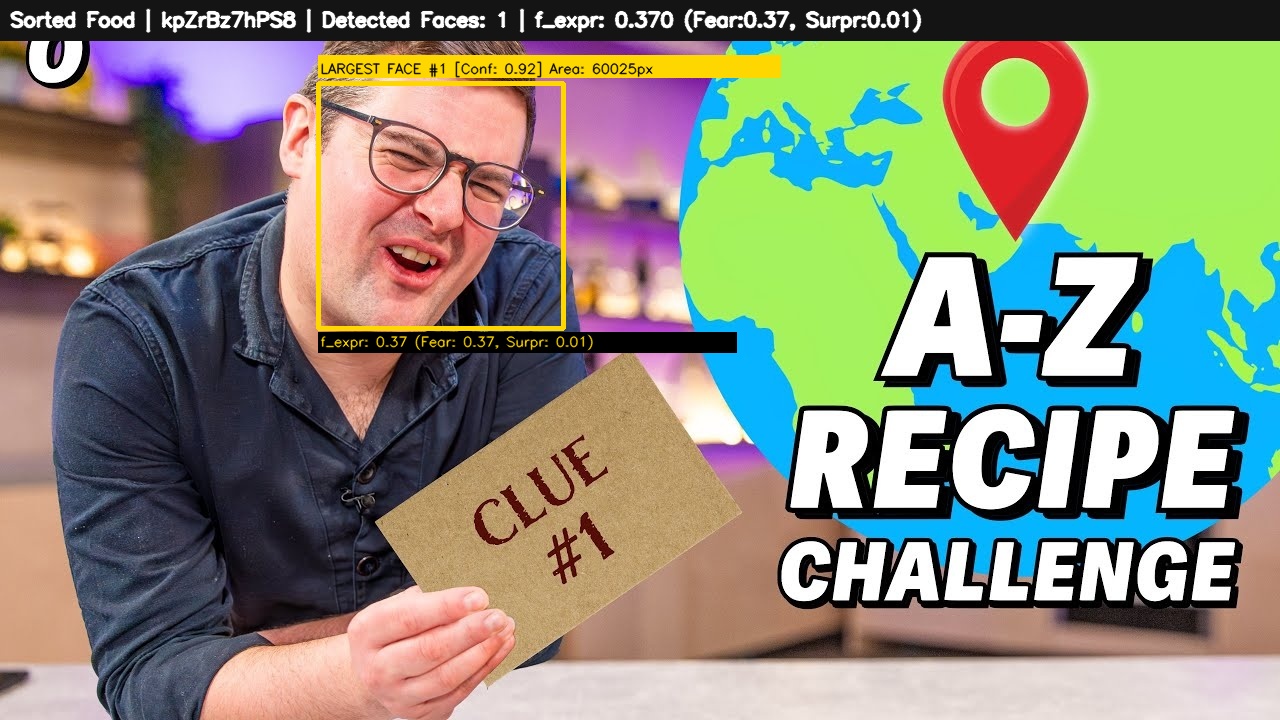 Sorted Food | kpZrBz7hPS8 | Detected Faces: 1 | f_expr: 0.370 (Fear:0.37, Surpr:0.01)
LARGEST FACE #1 [Conf: 0.92] Area: 60025px
f_expr: 0.37 (Fear: 0.37, Surpr: 0.01)
CLUE
#1
A-Z
RECIPE
CHALLENGE